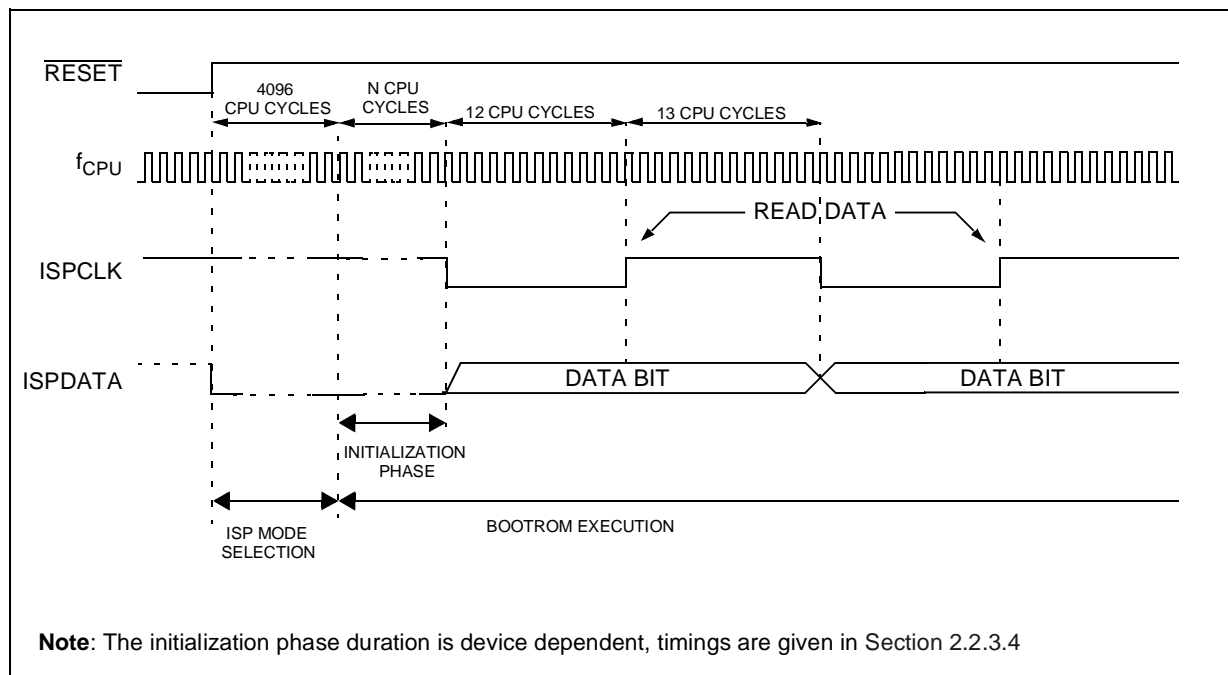 RESET
4096
CPU CYCLES
N CPU
CYCLES
12 CPU CYCLES
13 CPU CYCLES
fCPU
READ DATA
ISPCLK
ISPDATA
DATA BIT
DATA BIT
INITIALIZATION
PHASE
ISP MODE
SELECTION
BOOTROM EXECUTION
Note: The initialization phase duration is device dependent, timings are given in Section 2.2.3.4